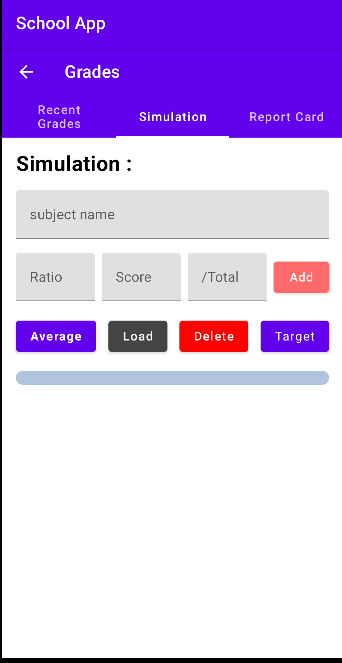 School App
Grades
Recent
Grades
Simulation
Report Card
Simulation :
subject name
Ratio
Score
/Total
Add
Average
Load
Delete
Target